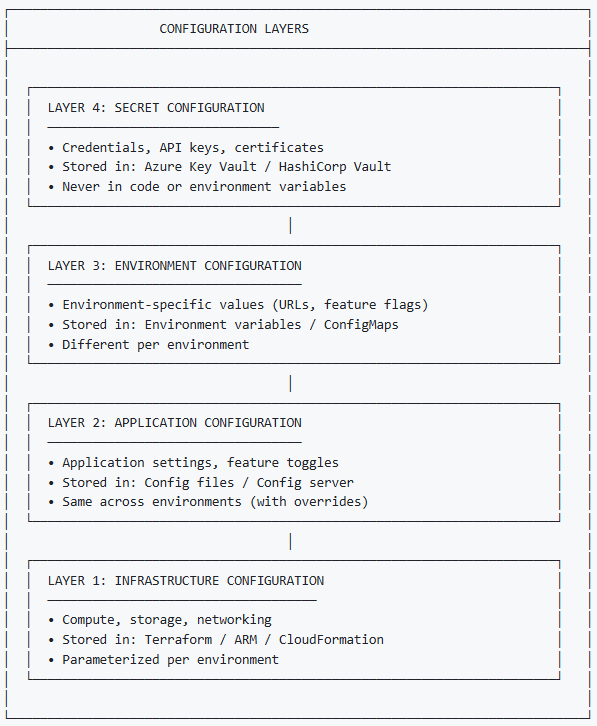 CONFIGURATION LAYERS
LAYER 4: SECRET CONFIGURATION
• Credentials, API keys, certificates
• Stored in: Azure Key Vault / HashiCorp Vault
• Never in code or environment variables
LAYER 3: ENVIRONMENT CONFIGURATION
• Environment-specific values (URLs, feature flags)
• Stored in: Environment variables / ConfigMaps
• Different per environment
LAYER 2: APPLICATION CONFIGURATION
• Application settings, feature toggles
• Stored in: Config files / Config server
• Same across environments (with overrides)
LAYER 1: INFRASTRUCTURE CONFIGURATION
• Compute, storage, networking
• Stored in: Terraform / ARM / CloudFormation
• Parameterized per environment